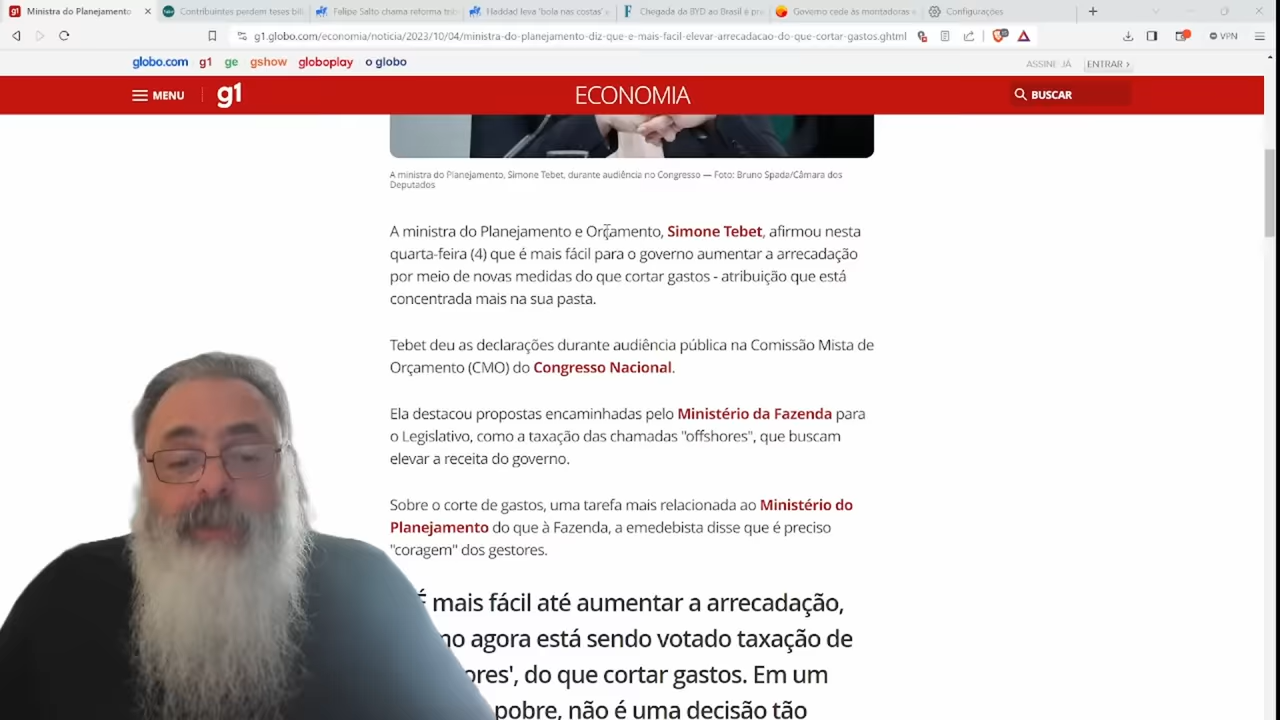 Ministra do Planejamento
Contribuintes perdem teses bil
Felipe Salto chama reforma trib
Haddad leva 'bola nas costas' e
Chegada da BYD ao Brasil é pr
Governo cede às montadoras e
Configurações
g1.globo.com/economia/noticia/2023/10/04/ministra-do-planejamento-diz-que-e-mais-facil-elevar-arrecadacao-do-que-cortar-gastos.ghtml
VPN
globo.com g1 ge gshow globoplay o globo
ASSINE JÁ ENTRAR ›
MENU g1 ECONOMIA BUSCAR
A ministra do Planejamento, Simone Tebet, durante audiência no Congresso — Foto: Bruno Spada/Câmara dos
Deputados
A ministra do Planejamento e Orçamento, Simone Tebet, afirmou nesta
quarta-feira (4) que é mais fácil para o governo aumentar a arrecadação
por meio de novas medidas do que cortar gastos - atribuição que está
concentrada mais na sua pasta.
Tebet deu as declarações durante audiência pública na Comissão Mista de
Orçamento (CMO) do Congresso Nacional.
Ela destacou propostas encaminhadas pelo Ministério da Fazenda para
o Legislativo, como a taxação das chamadas "offshores", que buscam
elevar a receita do governo.
Sobre o corte de gastos, uma tarefa mais relacionada ao Ministério do
Planejamento do que à Fazenda, a emedebista disse que é preciso
"coragem" dos gestores.
É mais fácil até aumentar a arrecadação,
mo agora está sendo votado taxação de
ores', do que cortar gastos. Em um
pobre, não é uma decisão tão